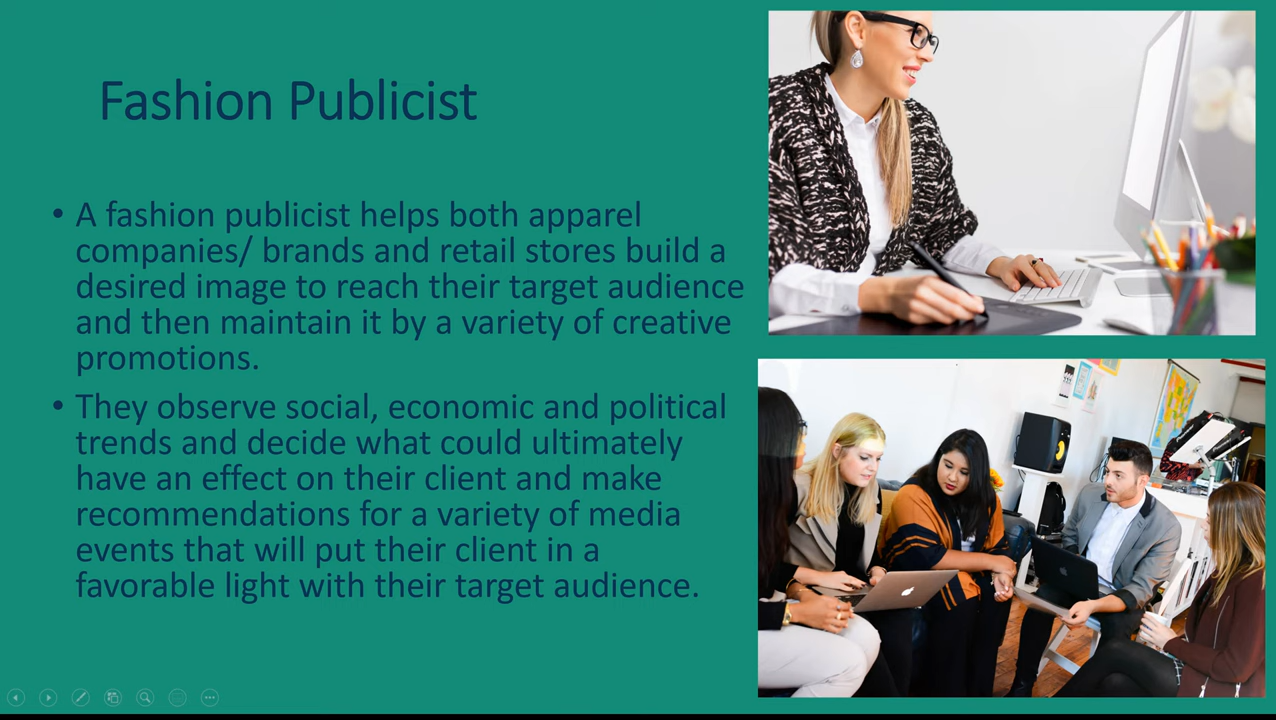 Fashion Publicist
• A fashion publicist helps both apparel
companies/ brands and retail stores build a
desired image to reach their target audience
and then maintain it by a variety of creative
promotions.
• They observe social, economic and political
trends and decide what could ultimately
have an effect on their client and make
recommendations for a variety of media
events that will put their client in a
favorable light with their target audience.